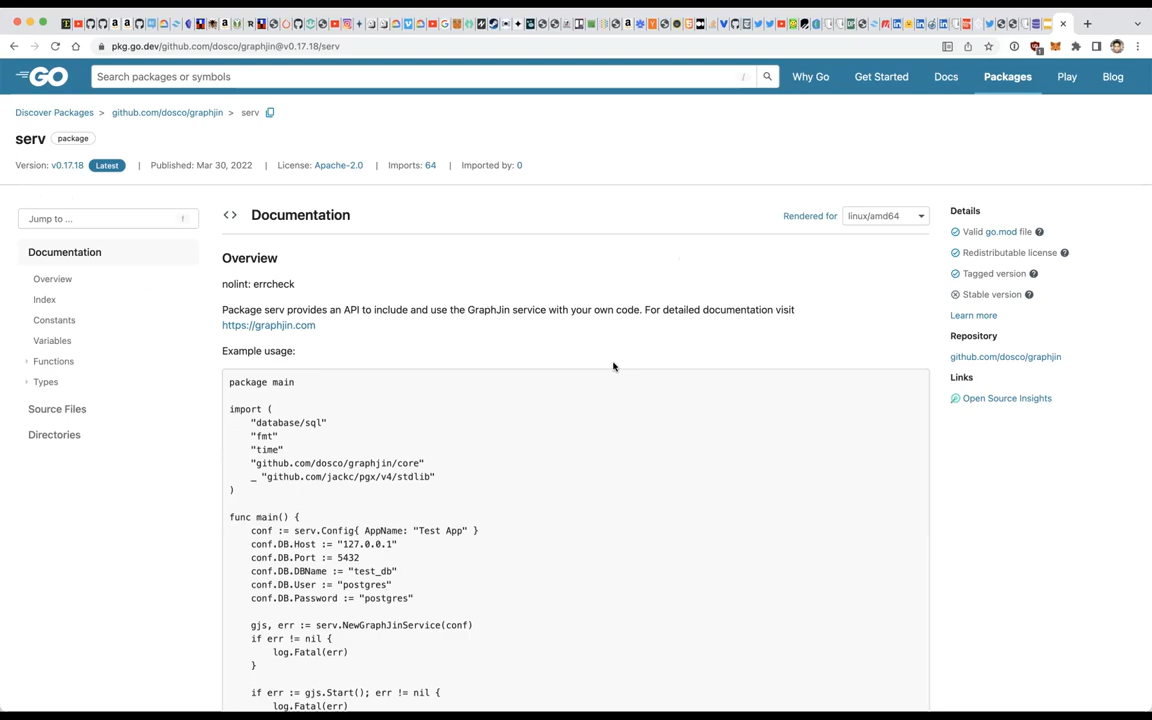 pkg.go.dev/github.com/dosco/graphjin@v0.17.18/serv
GO
Search packages or symbols
/
Why Go
Get Started
Docs
Packages
Play
Blog
Discover Packages > github.com/dosco/graphjin > serv
serv package
Version: v0.17.18 Latest | Published: Mar 30, 2022 | License: Apache-2.0 | Imports: 64 | Imported by: 0
Jump to ... f
Documentation
Overview
Index
Constants
Variables
Functions
Types
Source Files
Directories
<> Documentation
Rendered for linux/amd64
Overview
nolint: errcheck
Package serv provides an API to include and use the GraphJin service with your own code. For detailed documentation visit
https://graphjin.com
Example usage:
package main
import (
"database/sql"
"fmt"
"time"
"github.com/dosco/graphjin/core"
_ "github.com/jackc/pgx/v4/stdlib"
)
func main() {
conf := serv.Config{ AppName: "Test App" }
conf.DB.Host := "127.0.0.1"
conf.DB.Port := 5432
conf.DB.DBName := "test_db"
conf.DB.User := "postgres"
conf.DB.Password := "postgres"
gjs, err := serv.NewGraphJinService(conf)
if err != nil {
log.Fatal(err)
}
if err := gjs.Start(); err != nil {
log.Fatal(err)
Details
Valid go.mod file
Redistributable license
Tagged version
Stable version
Learn more
Repository
github.com/dosco/graphjin
Links
Open Source Insights